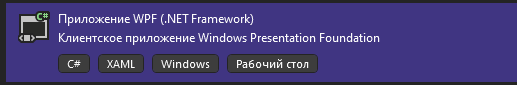 C#
Приложение WPF (.NET Framework)
Клиентское приложение Windows Presentation Foundation
C# XAML Windows Рабочий стол